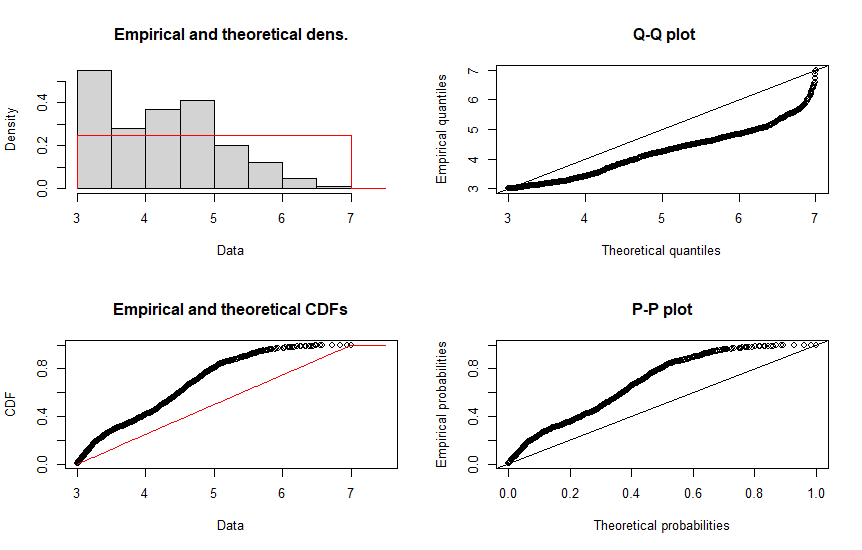 Empirical and theoretical dens.
Density
0.0 0.2 0.4
3 4 5 6 7
Data
Q-Q plot
Empirical quantiles
3 4 5 6 7
3 4 5 6 7
Theoretical quantiles
Empirical and theoretical CDFs
CDF
0.0 0.4 0.8
3 4 5 6 7
Data
P-P plot
Empirical probabilities
0.0 0.4 0.8
0.0 0.2 0.4 0.6 0.8 1.0
Theoretical probabilities